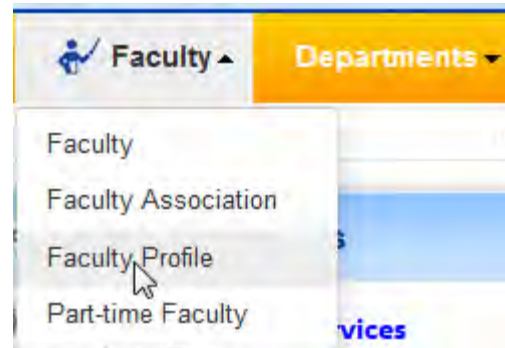 Faculty Departments
Faculty
Faculty Association
Faculty Profile
Part-time Faculty
vices